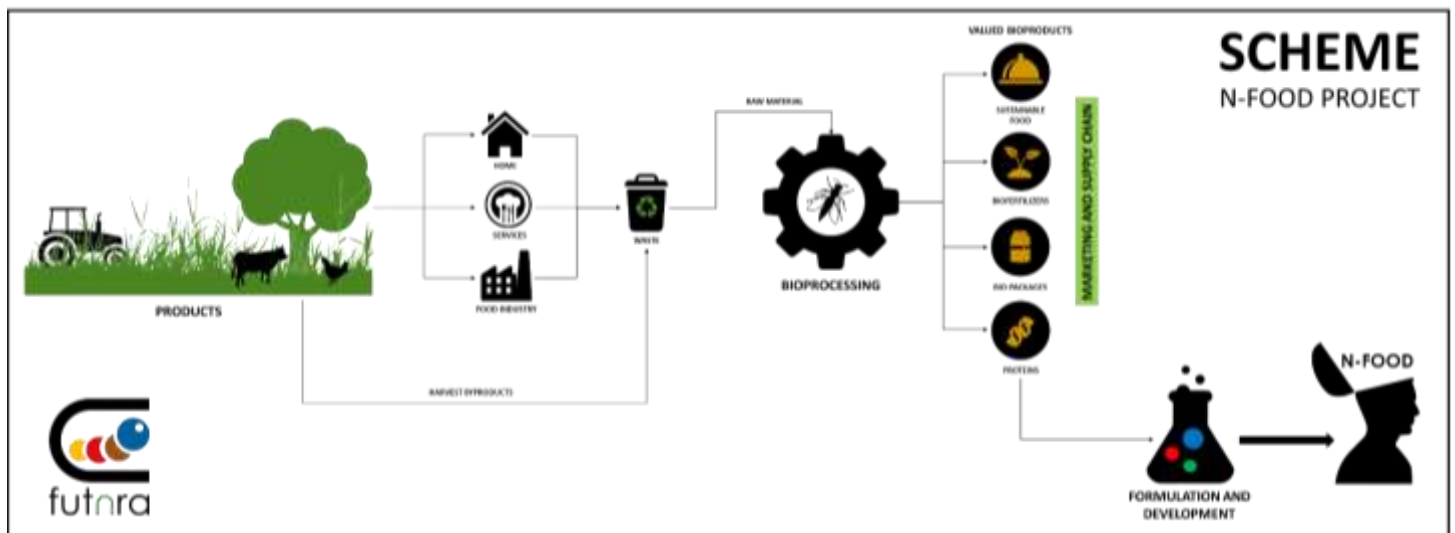 SCHEME
N-FOOD PROJECT
VALUED BIOPRODUCTS
RAW MATERIAL
SUSTAINABLE
FOOD
HOME
SERVICES
WASTE
BIOFERTILIZERS
MARKETING AND SUPPLY CHAIN
BIOPROCESSING
BIO PACKAGES
PRODUCTS
FOOD INDUSTRY
PROTEINS
N-FOOD
HARVEST BYPRODUCTS
FORMULATION AND
DEVELOPMENT
futnra